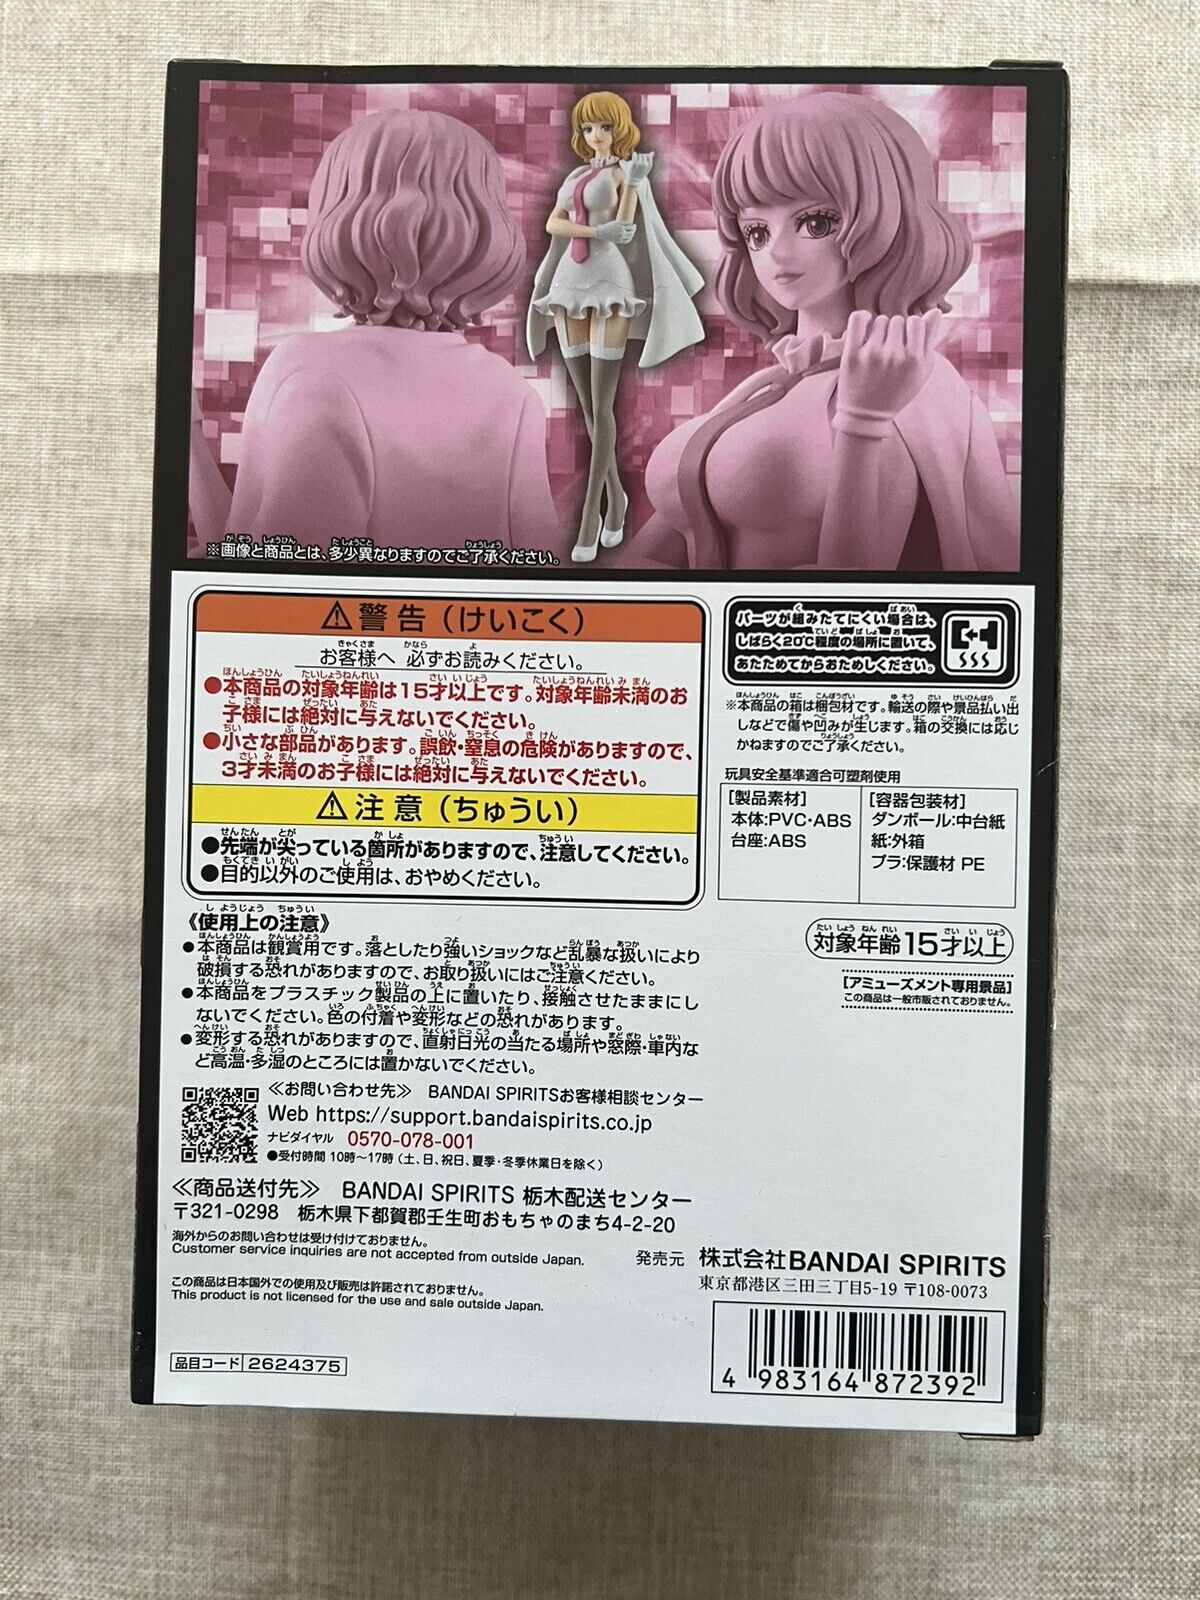 ※画像と商品とは、多少異なりますのでご了承ください。
⚠警告(けいこく)
お客様へ 必ずお読みください。
●本商品の対象年齢は15才以上です。対象年齢未満のお
子様には絶対に与えないでください。
●小さな部品があります。誤飲・窒息の危険がありますので、
3才未満のお子様には絶対に与えないでください。
⚠注意(ちゅうい)
●先端が尖っている箇所がありますので、注意してください。
●目的以外のご使用は、おやめください。
《使用上の注意》
●本商品は観賞用です。落としたり強いショックなど乱暴な扱いにより
破損する恐れがありますので、お取り扱いにはご注意ください。
●本商品をプラスチック製品の上に置いたり、接触させたままにし
ないでください。色の付着や変形などの恐れがあります。
●変形する恐れがありますので、直射日光の当たる場所や窓際・車内な
ど高温・多湿のところには置かないでください。
≪お問い合わせ先≫ BANDAI SPIRITSお客様相談センター
Web https://support.bandaispirits.co.jp
ナビダイヤル 0570-078-001
●受付時間 10時〜17時(土、日、祝日、夏季・冬季休業日を除く)
≪商品送付先≫ BANDAI SPIRITS 栃木配送センター
〒321-0298 栃木県下都賀郡壬生町おもちゃのまち4-2-20
海外からのお問い合わせは受け付けておりません。
Customer service inquiries are not accepted from outside Japan.
この商品は日本国外での使用及び販売は許諾されておりません。
This product is not licensed for the use and sale outside Japan.
品目コード 2624375
パーツが組みたてにくい場合は、
しばらく20℃程度の場所に置いて、
あたためてからおためしください。
※本商品の箱は梱包材です。輸送の際や景品払い出
しなどで傷や凹みが生じます。箱の交換には応じ
かねますのでご了承ください。
玩具安全基準適合可塑剤使用
[製品素材]
本体:PVC・ABS
台座:ABS
[容器包装材]
ダンボール:中台紙
紙:外箱
プラ:保護材 PE
対象年齢15才以上
[アミューズメント専用景品]
この商品は一般市販されておりません。
発売元 株式会社BANDAI SPIRITS
東京都港区三田三丁目5-19 〒108-0073
4 983164 872392